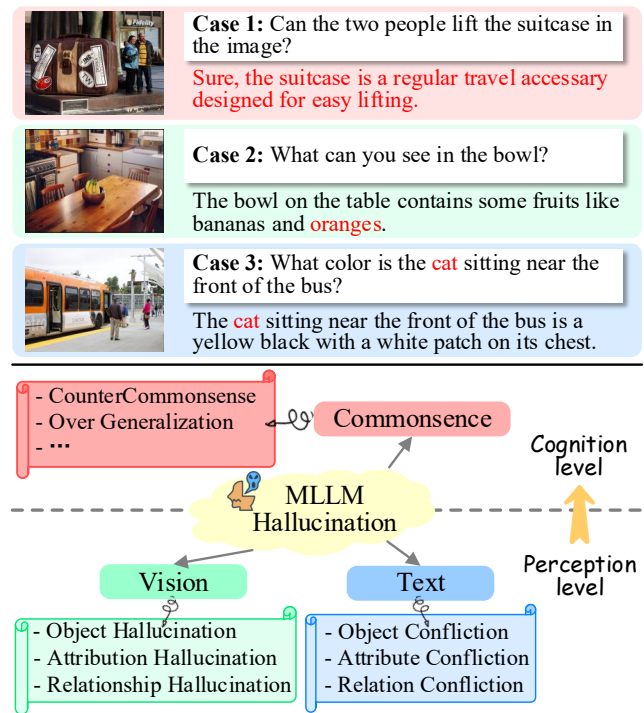 Case 1: Can the two people lift the suitcase in
the image?
Sure, the suitcase is a regular travel accessary
designed for easy lifting.
Case 2: What can you see in the bowl?
The bowl on the table contains some fruits like
bananas and oranges.
Case 3: What color is the cat sitting near the
front of the bus?
The cat sitting near the front of the bus is a
yellow black with a white patch on its chest.
- CounterCommonsense
- Over Generalization
- ...
Commonsence
Cognition
level
MLLM
Hallucination
Perception
level
Vision
Text
- Object Hallucination
- Attribution Hallucination
- Relationship Hallucination
- Object Confliction
- Attribute Confliction
- Relation Confliction